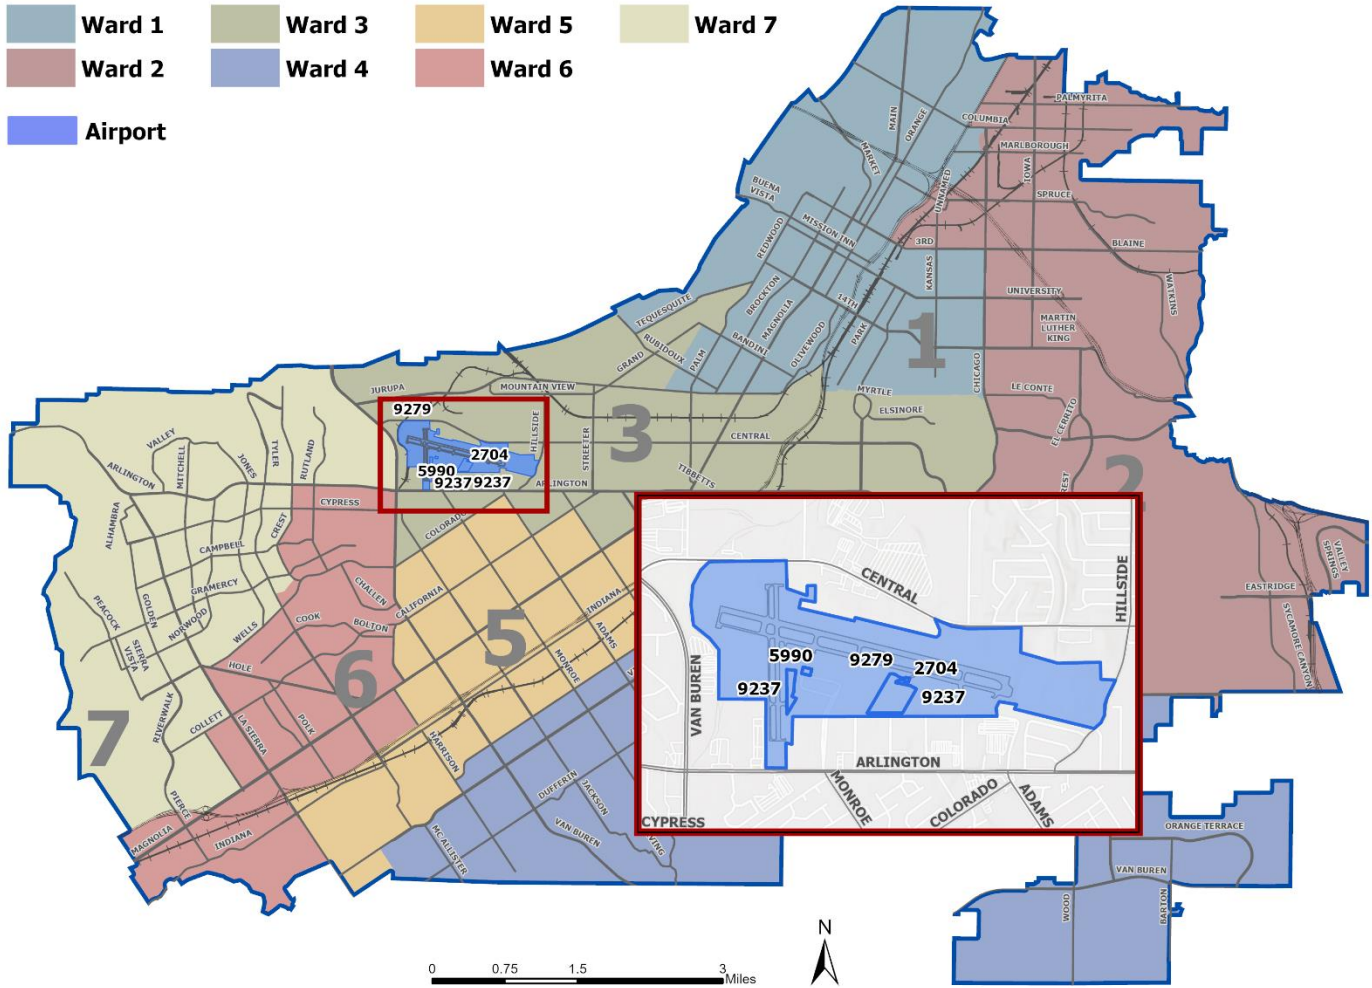 Ward 1
Ward 3
Ward 5
Ward 7
Ward 2
Ward 4
Ward 6
Airport
PALMYRITA
MAIN
ORANGE
COLUMBIA
MARKET
MARLBOROUGH
IOWA
BUENA
VISTA
UNNAMED
SPRUCE
REDWOOD
MISSION INN
3RD
BLAINE
KANSAS
WATKINS
TEQUESQUITE
BROCKTON
MAGNOLIA
14TH
UNIVERSITY
MARTIN
LUTHER
KING
RUBIDOUX
GRAND
PALM
BANDINI
OLIVEWOOD
PARK
1
CHICAGO
JURUPA
MOUNTAIN VIEW
MYRTLE
LE CONTE
ELSINORE
EL CERRITO
9279
HILLSIDE
STREETER
3
CENTRAL
TIBBETTS
2704
5990
9237
9237
ARLINGTON
2
REST
VALLEY
ARLINGTON
MITCHELL
JONES
TYLER
RUTLAND
CYPRESS
COLORADO
ALHAMBRA
CREST
CAMPBELL
GRAMERCY
CHALLEN
CALIFORNIA
PEACOCK
GOLDEN
NORWOOD
WELLS
COOK
BOLTON
SIERRA
VISTA
HOLE
5
INDIANA
ADAMS
MONROE
6
7
RIVERWALK
COLLETT
LA SIERRA
POLK
HARRISON
PIERCE
MAGNOLIA
INDIANA
DUFFERIN
JACKSON
VAN BUREN
VING
MC ALLISTER
CENTRAL
HILLSIDE
VAN BUREN
5990
9279
2704
9237
9237
ARLINGTON
MONROE
COLORADO
ADAMS
CYPRESS
VALLEY
SPRINGS
EASTRIDGE
SYCAMORE CANYON
ORANGE TERRACE
VAN BUREN
WOOD
BARTON
N
0
0.75
1.5
3
Miles